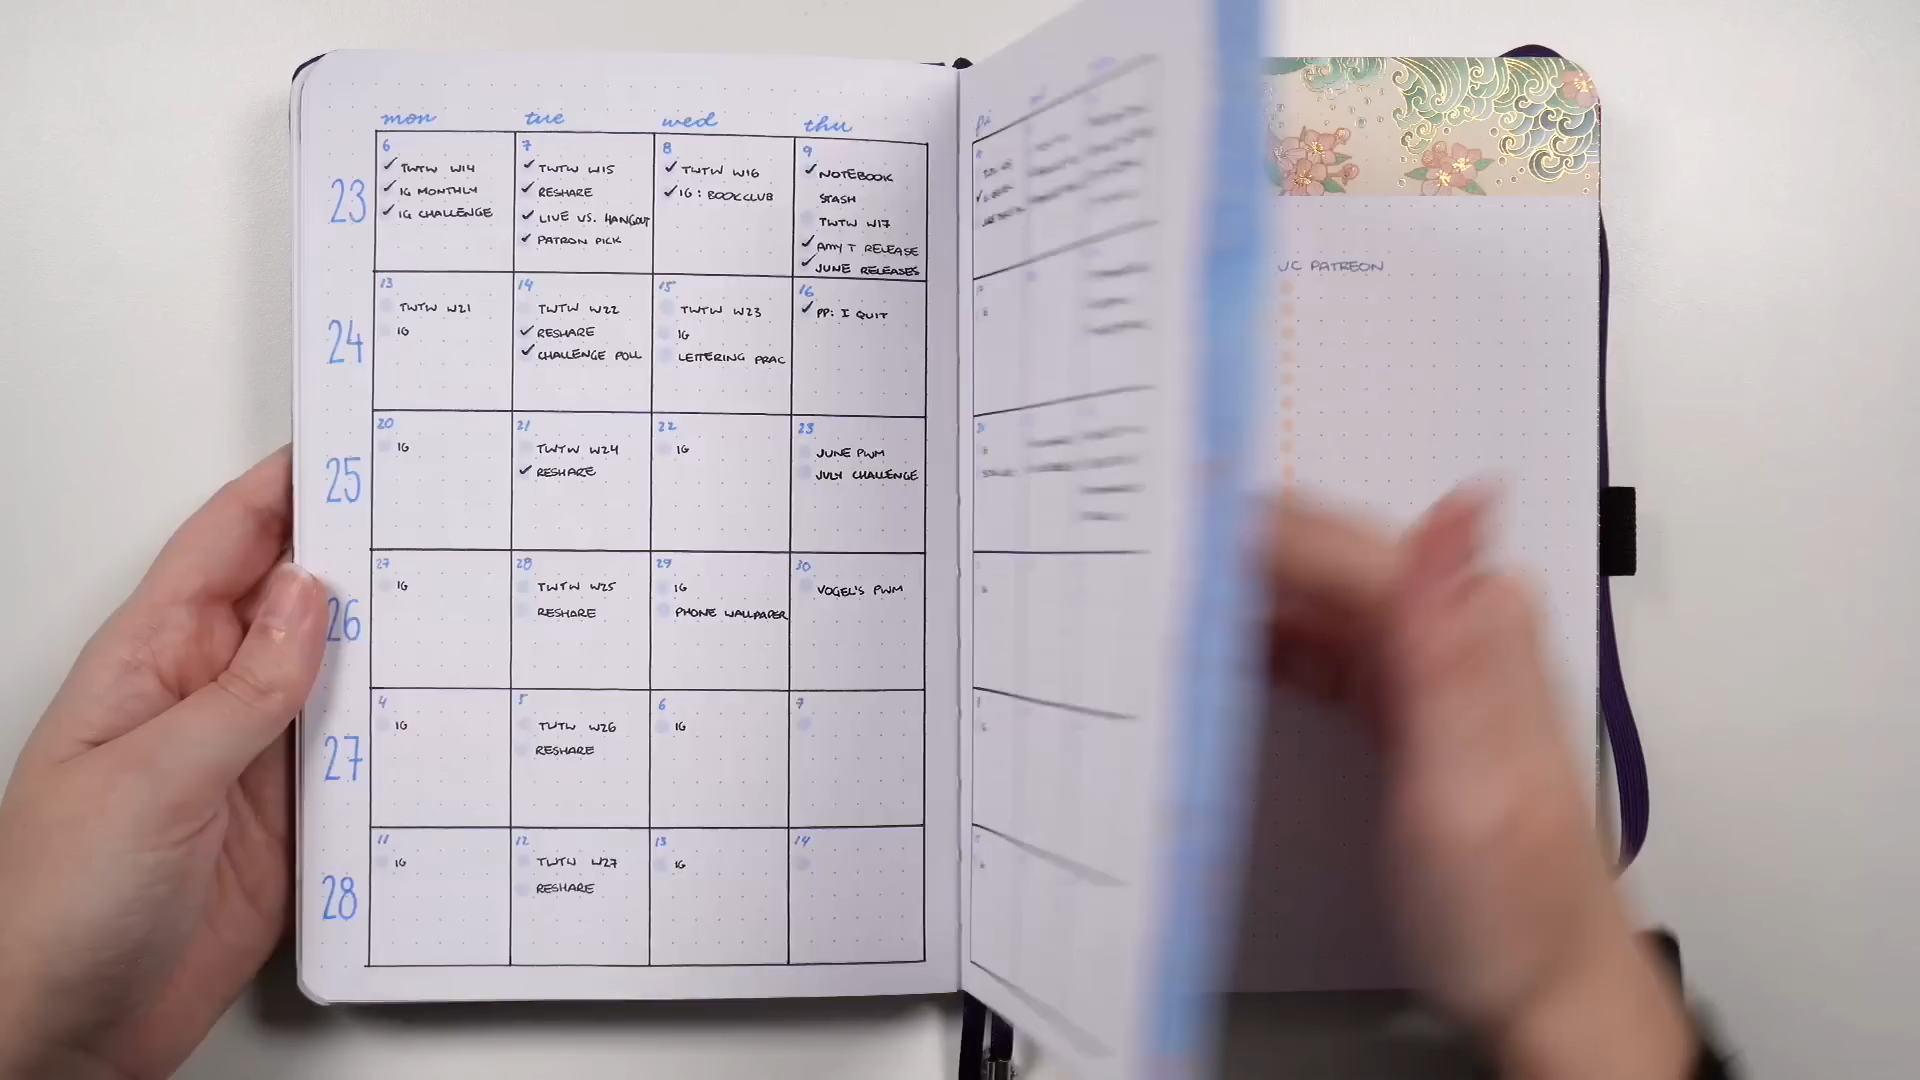 mon tue wed thu
23
6
TWTW W14
IG MONTHLY
IG CHALLENGE
7
TWTW W15
RESHARE
LIVE VS. HANGOUT
PATRON PICK
8
TWTW W16
IG: BOOKCLUB
9
NOTEBOOK
STASH
TWTW W17
AMY T RELEASE
JUNE RELEASES
24
13
TWTW W21
IG
14
TWTW W22
RESHARE
CHALLENGE POLL
15
TWTW W23
IG
LETTERING PRAC
16
PP: I QUIT
25
20
IG
21
TWTW W24
RESHARE
22
IG
23
JUNE PWM
JULY CHALLENGE
26
27
IG
28
TWTW W25
RESHARE
29
IG
PHONE WALLPAPER
30
VOGEL'S PWM
27
4
IG
5
TWTW W26
RESHARE
6
IG
7
28
11
IG
12
TWTW W27
RESHARE
13
IG
14
PATREON